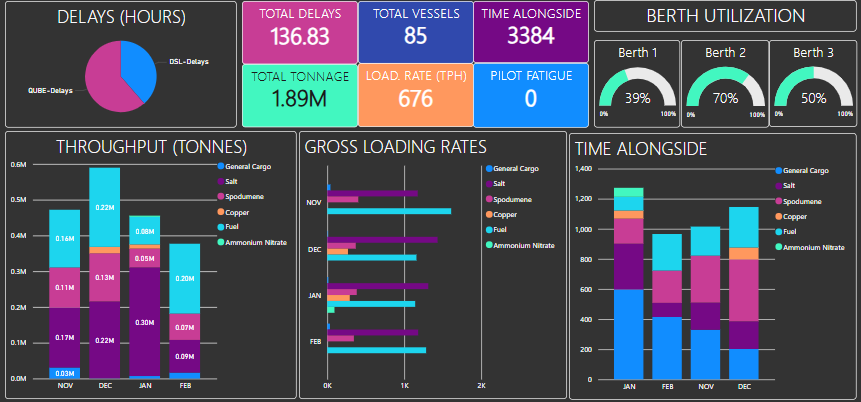 DELAYS (HOURS)
DSL-Delays
QUBE-Delays
TOTAL DELAYS
136.83
TOTAL VESSELS
85
TIME ALONGSIDE
3384
TOTAL TONNAGE
1.89M
LOAD. RATE (TPH)
676
PILOT FATIGUE
0
BERTH UTILIZATION
Berth 1
39%
0%
100%
Berth 2
70%
0%
100%
Berth 3
50%
0%
100%
THROUGHPUT (TONNES)
0.6M
0.5M
0.4M
0.3M
0.2M
0.1M
0.0M
0.16M
0.11M
0.17M
0.03M
0.22M
0.13M
0.22M
0.08M
0.05M
0.30M
0.20M
0.07M
0.09M
NOV
DEC
JAN
FEB
General Cargo
Salt
Spodumene
Copper
Fuel
Ammonium Nitrate
GROSS LOADING RATES
NOV
DEC
JAN
FEB
0K
1K
2K
General Cargo
Salt
Spodumene
Copper
Fuel
Ammonium Nitrate
TIME ALONGSIDE
1,400
1,200
1,000
800
600
400
200
0
JAN
FEB
NOV
DEC
General Cargo
Salt
Spodumene
Copper
Fuel
Ammonium Nitrate